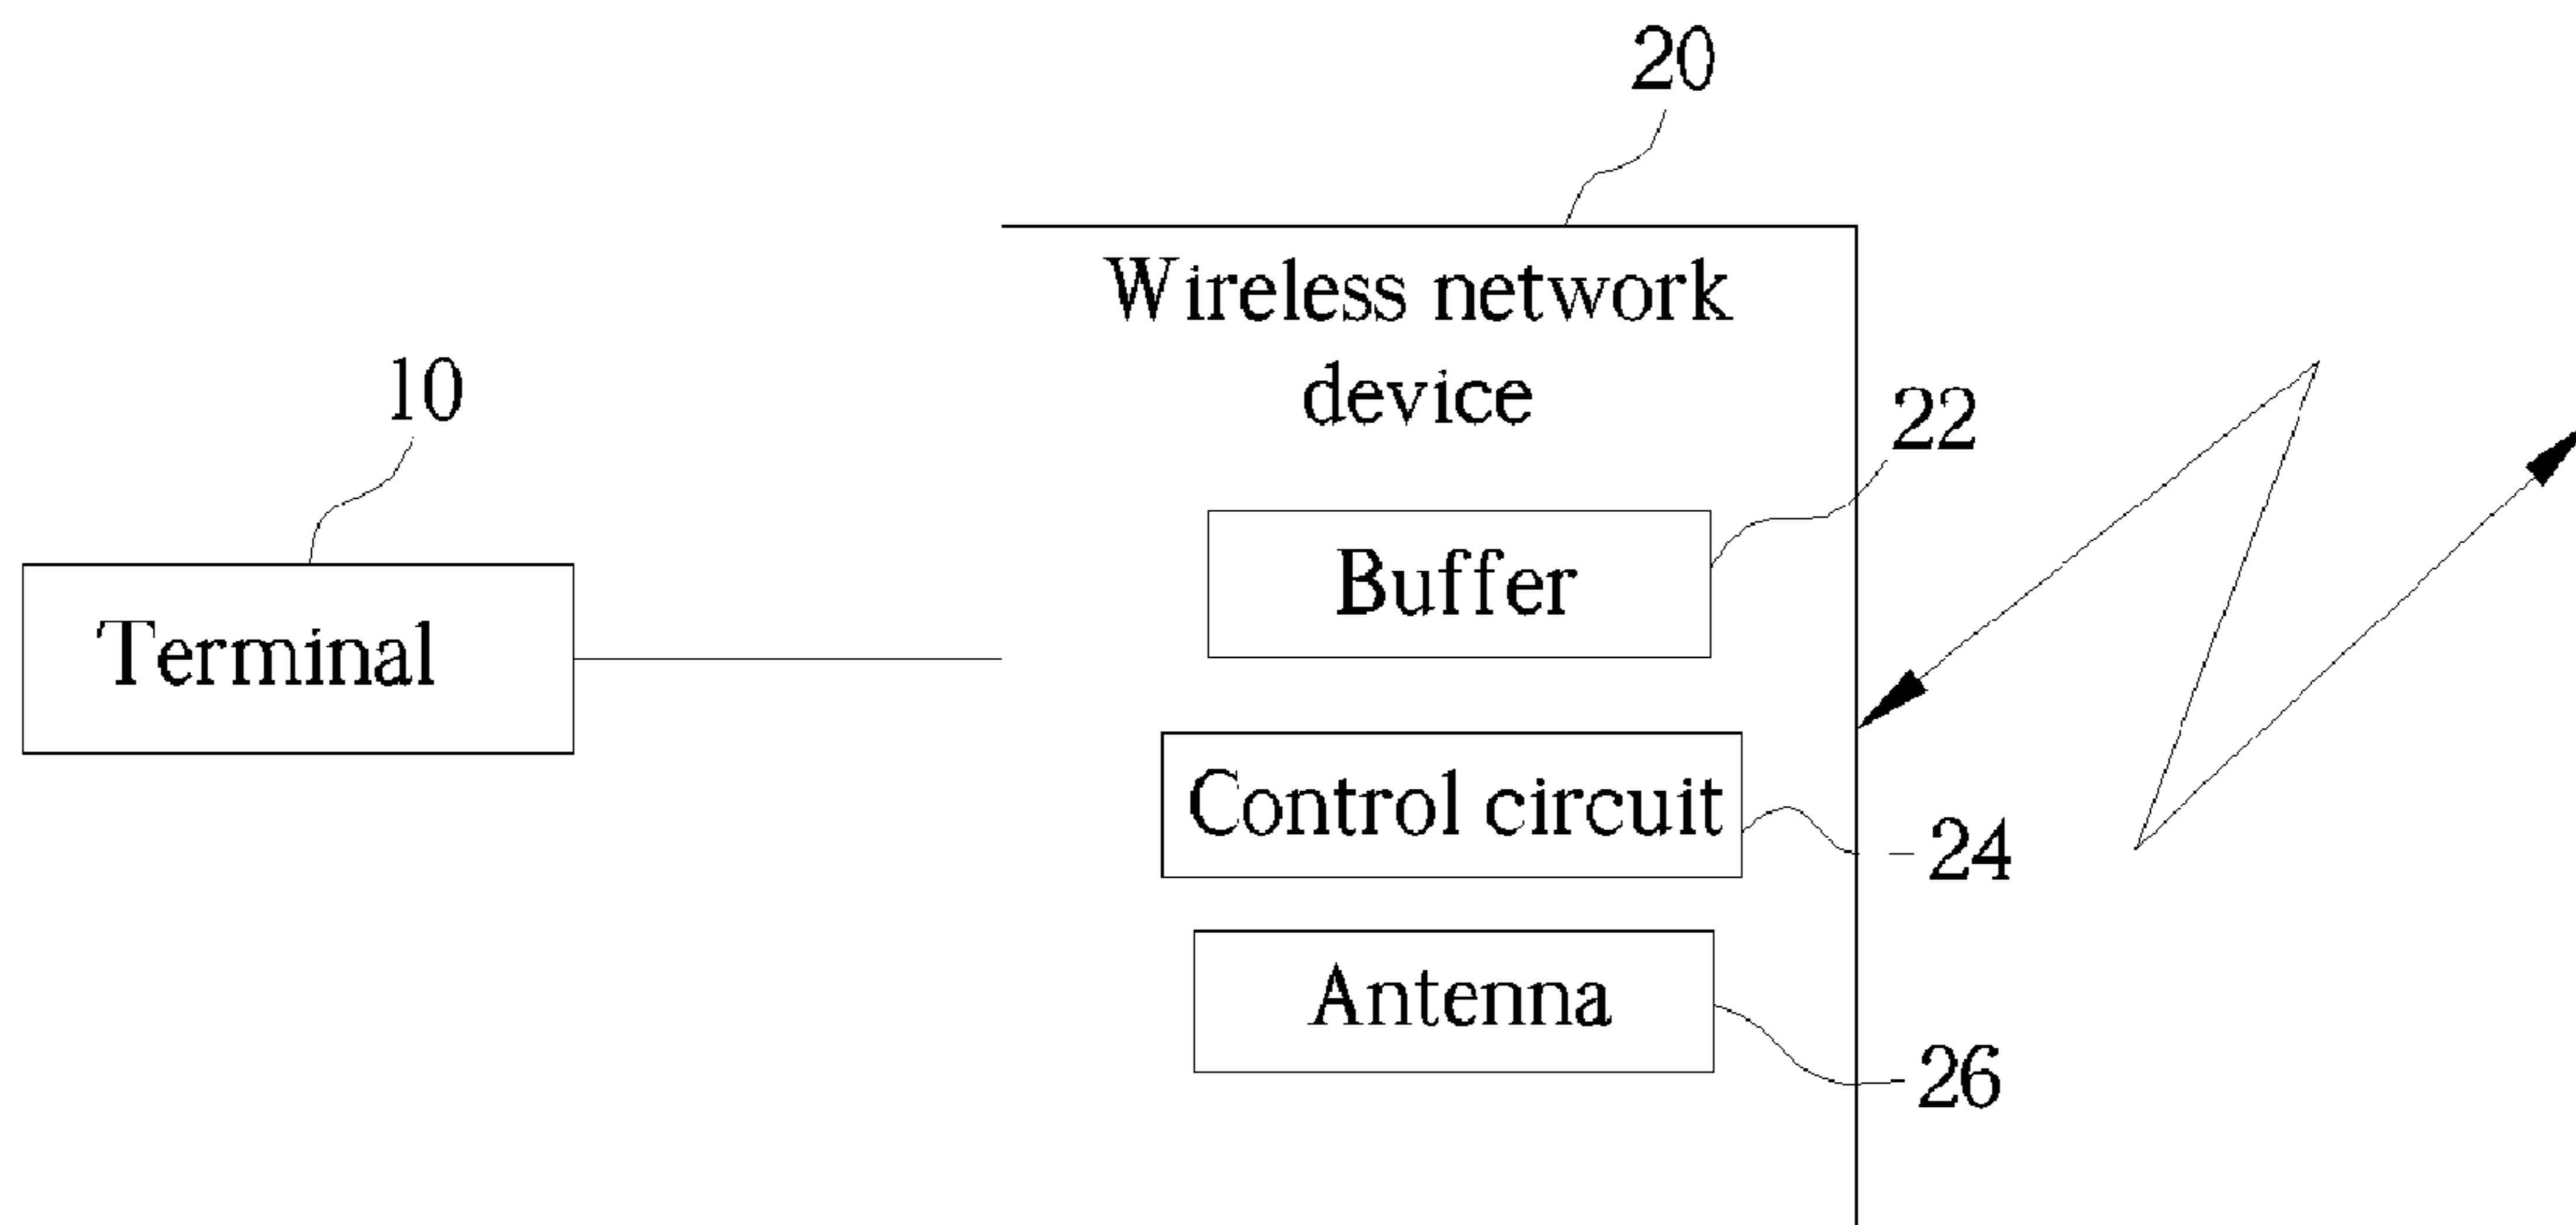 20
Wireless network
device
10
22
Buffer
Terminal
Control circuit
24
Antenna
26